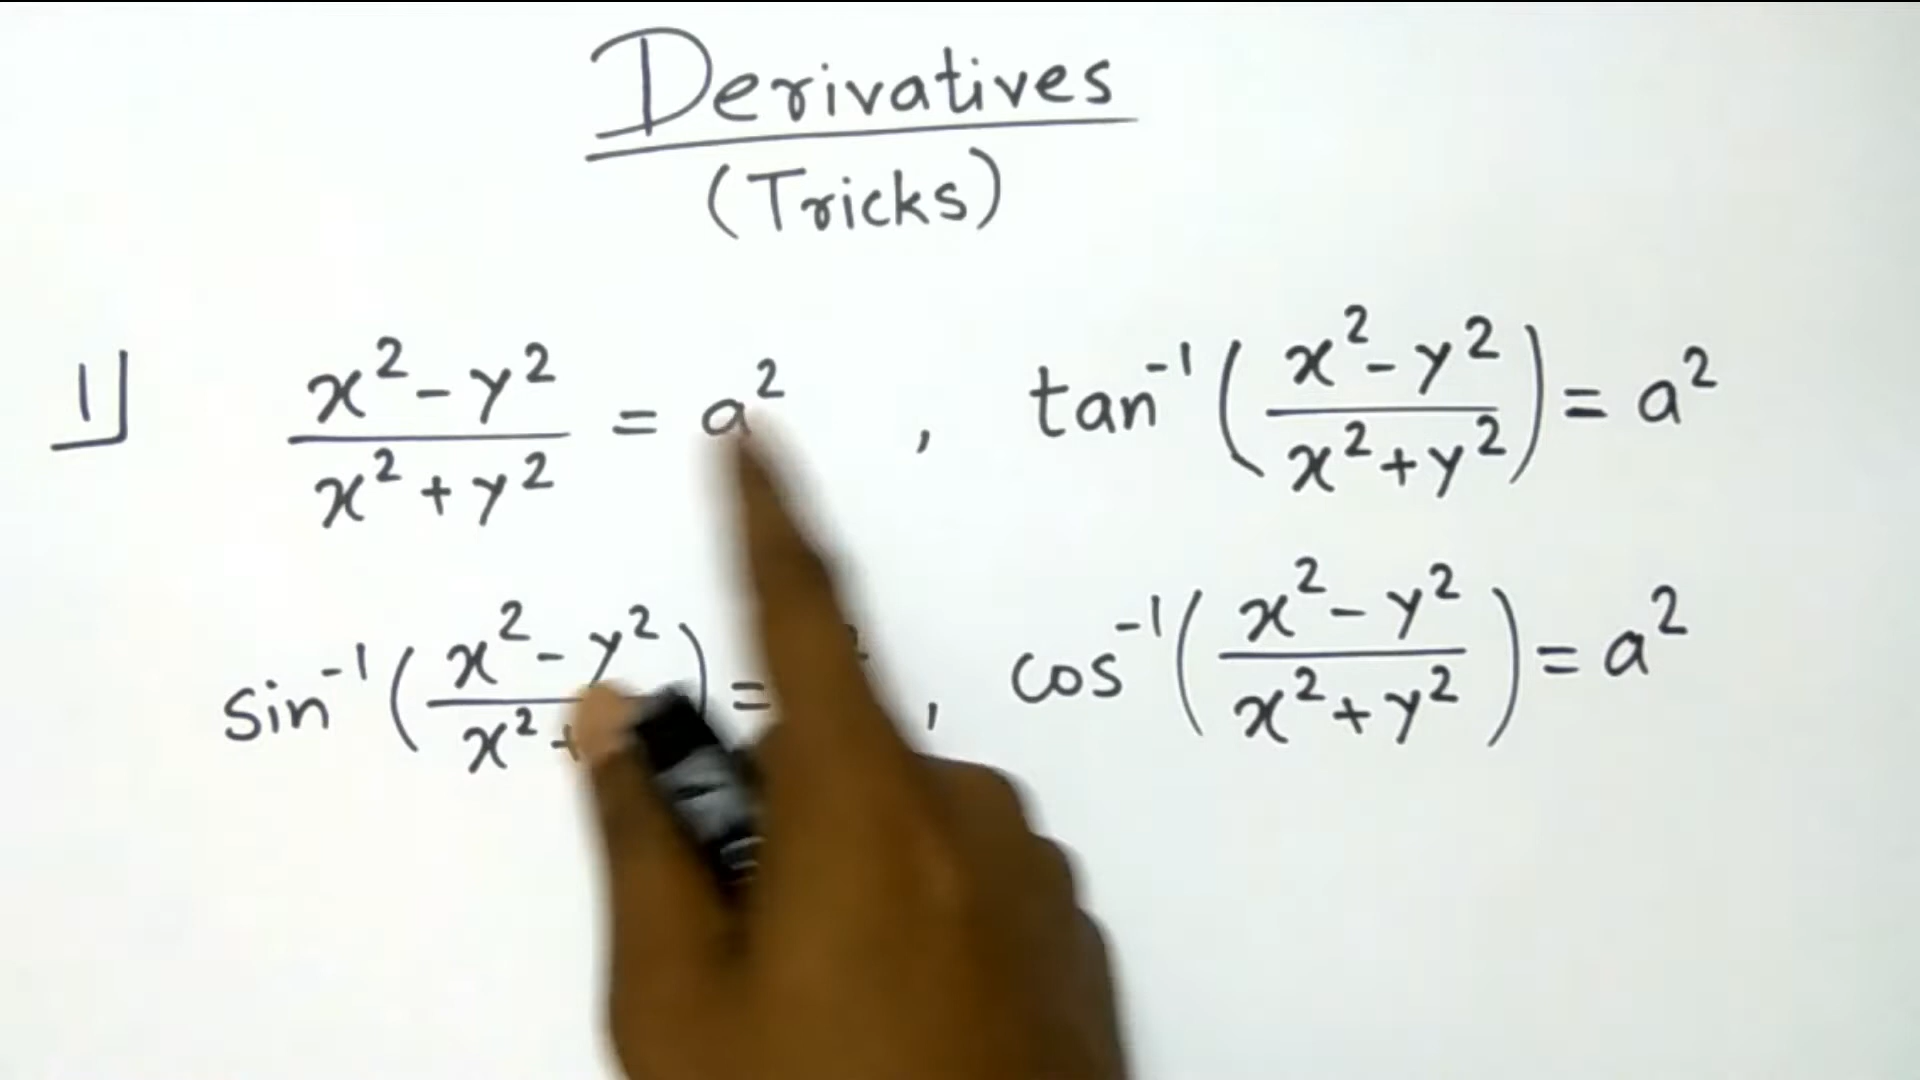 Derivatives
(Tricks)
1] (x² - y²)/(x² + y²) = a² , tan⁻¹((x² - y²)/(x² + y²)) = a²
sin⁻¹((x² - y²)/(x² + = ² , cos⁻¹((x² - y²)/(x² + y²)) = a²